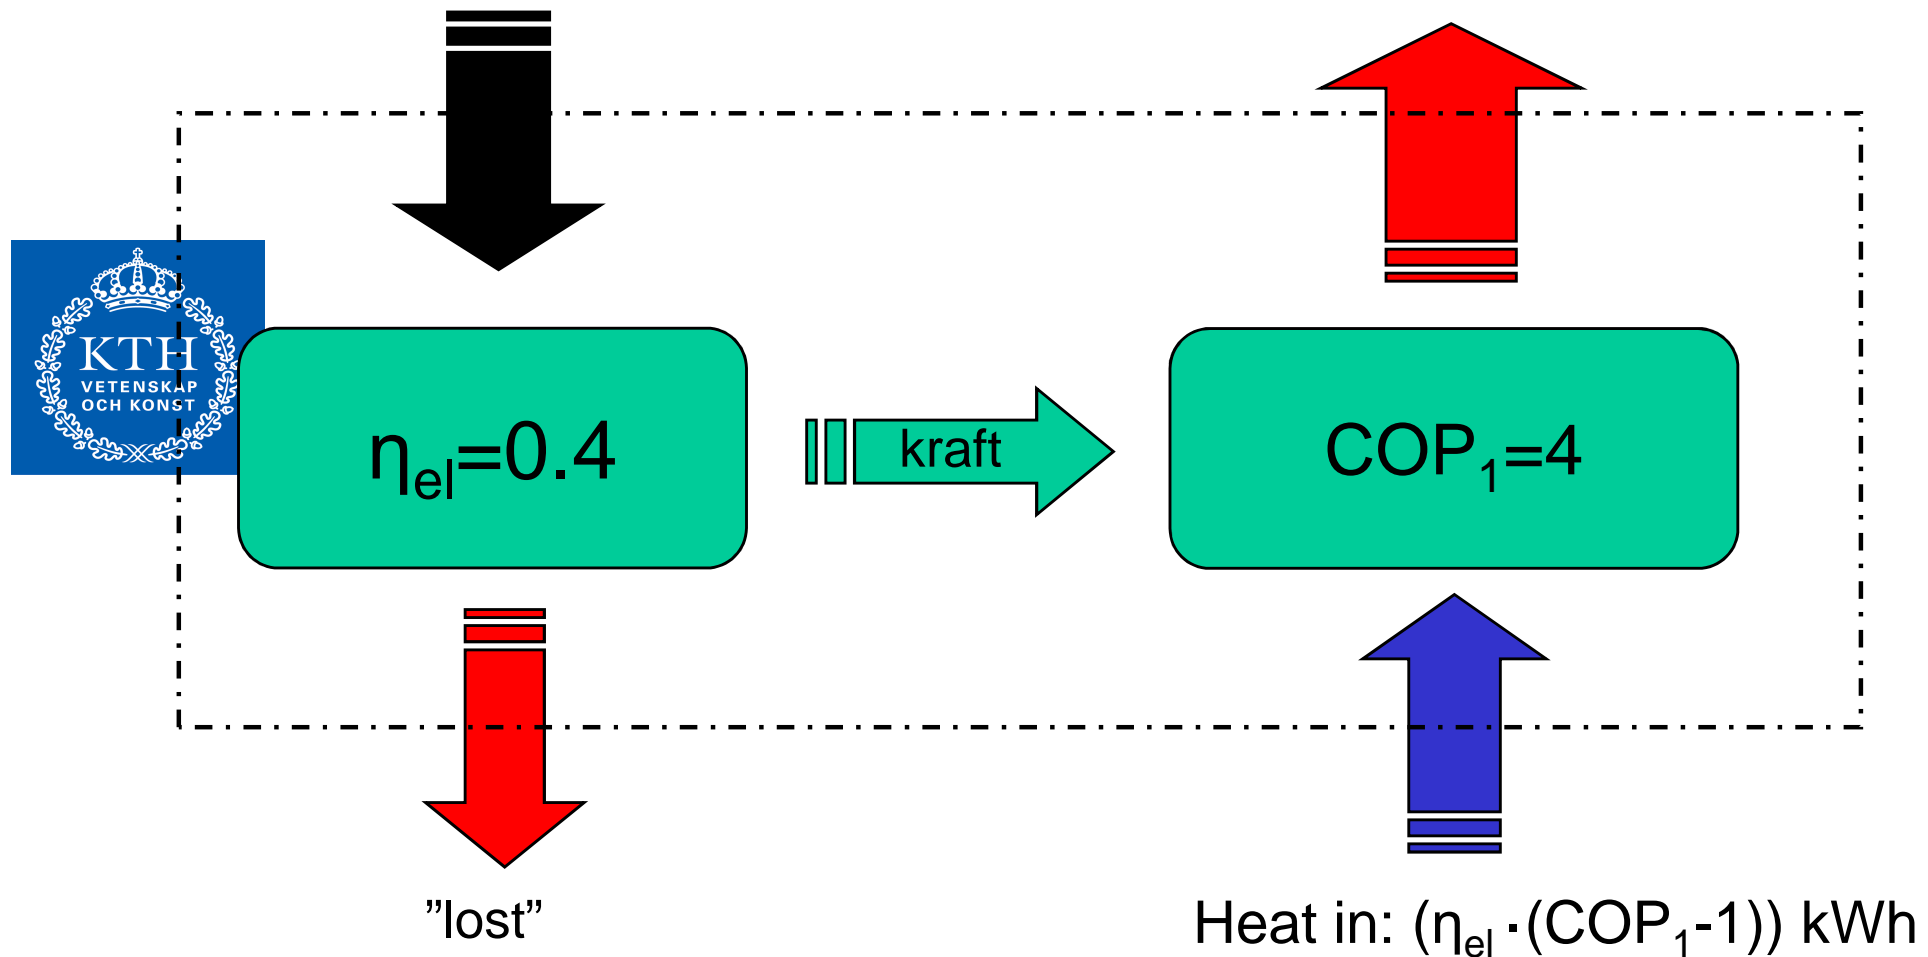 KTH
VETENSKAP
OCH KONST
ηel=0.4
kraft
COP1=4
”lost”
Heat in: (ηel·(COP1-1)) kWh